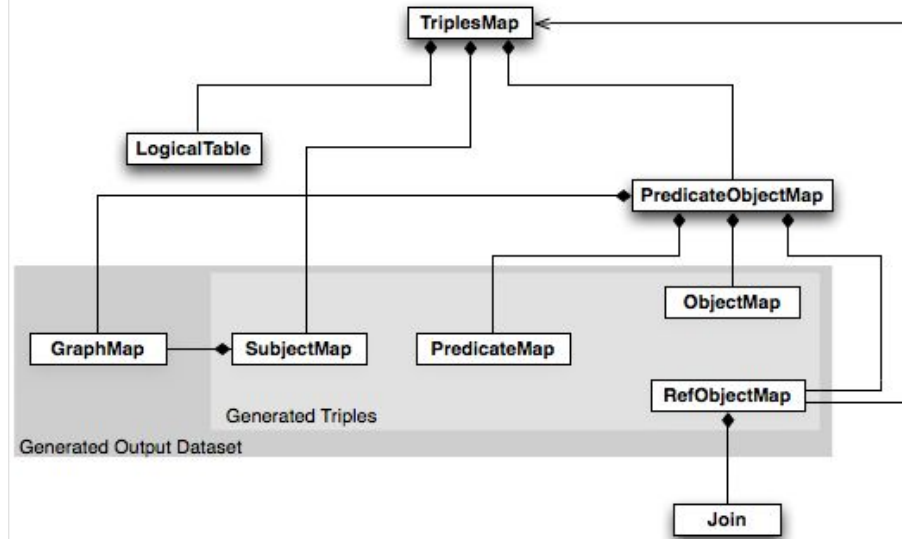 TriplesMap
LogicalTable
PredicateObjectMap
ObjectMap
GraphMap
SubjectMap
PredicateMap
RefObjectMap
Generated Triples
Generated Output Dataset
Join